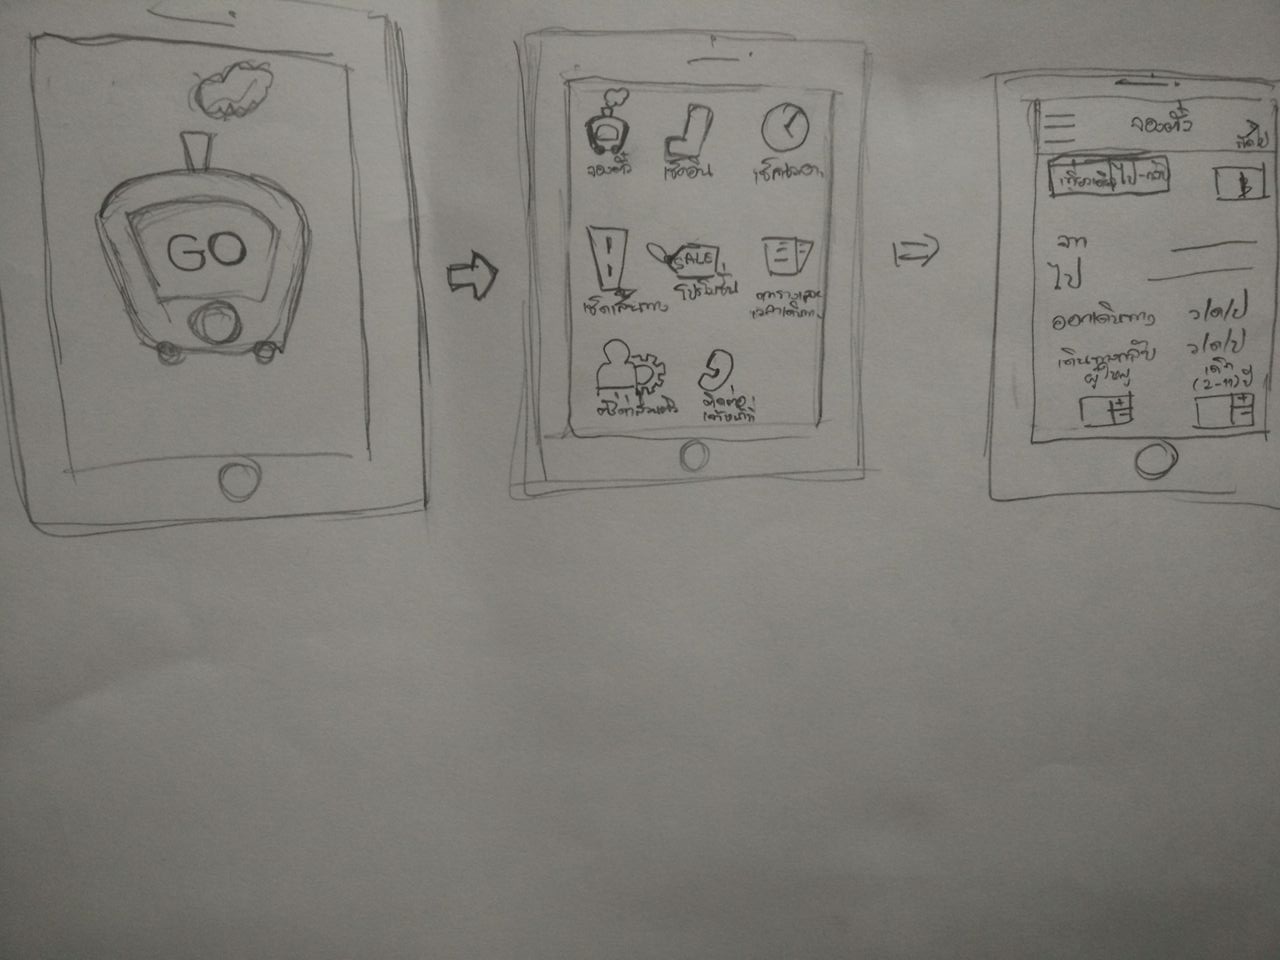 GO
จองตั๋ว
เช็คอิน
เช็คเวลา
เช็คเส้นทาง
SALE
โปรโมชั่น
ตารางและ
เวลาเดินทาง
ตั้งค่าส่วนตัว
ติดต่อ
เจ้าหน้าที่
จองตั๋ว
ถัดไป
เที่ยวเดียว ไป-กลับ
จาก
ไป
ออกเดินทาง ว/ด/ป
เดินทางกลับ ว/ด/ป
ผู้ใหญ่ เด็ก
(2-11) ปี
+ +
- -